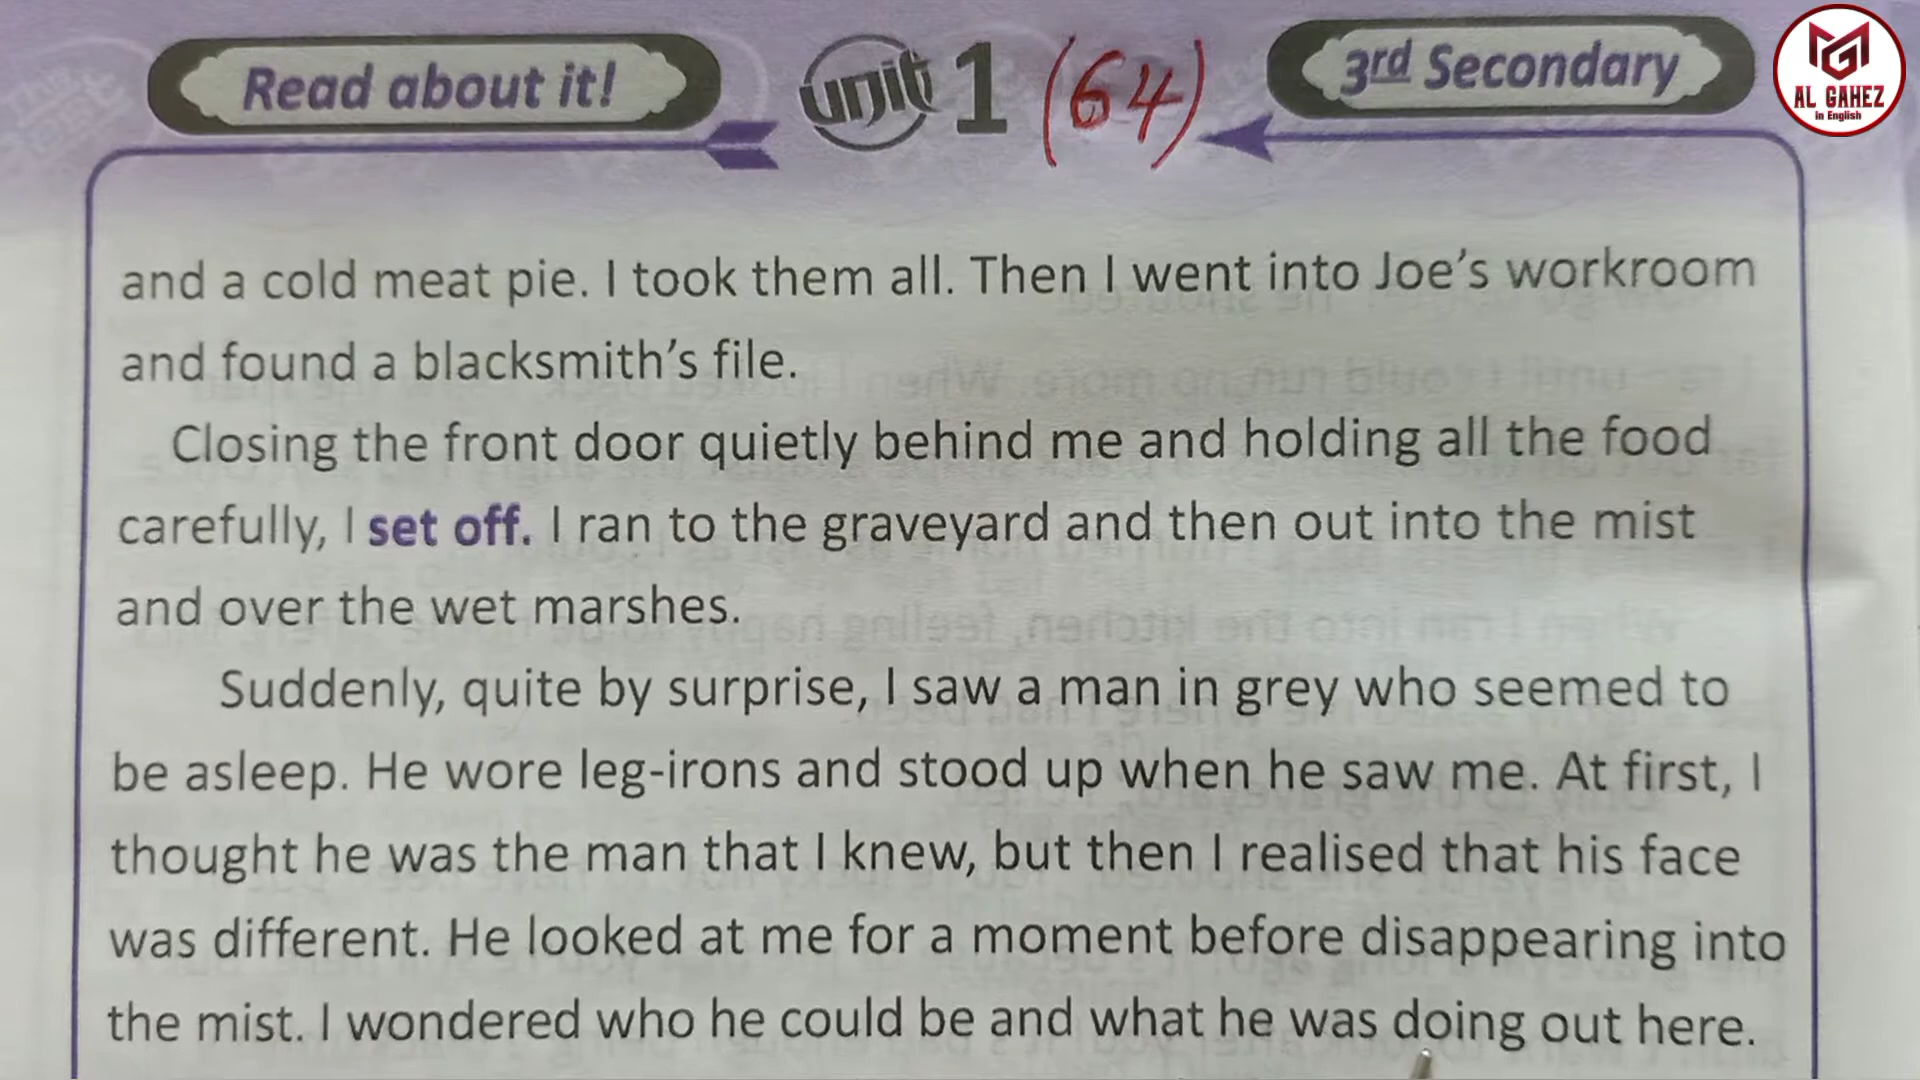 Read about it!
unit 1 (64)
3rd Secondary
AL GAHEZ
in English
and a cold meat pie. I took them all. Then I went into Joe's workroom
and found a blacksmith's file.
Closing the front door quietly behind me and holding all the food
carefully, I set off. I ran to the graveyard and then out into the mist
and over the wet marshes.
Suddenly, quite by surprise, I saw a man in grey who seemed to
be asleep. He wore leg-irons and stood up when he saw me. At first, I
thought he was the man that I knew, but then I realised that his face
was different. He looked at me for a moment before disappearing into
the mist. I wondered who he could be and what he was doing out here.